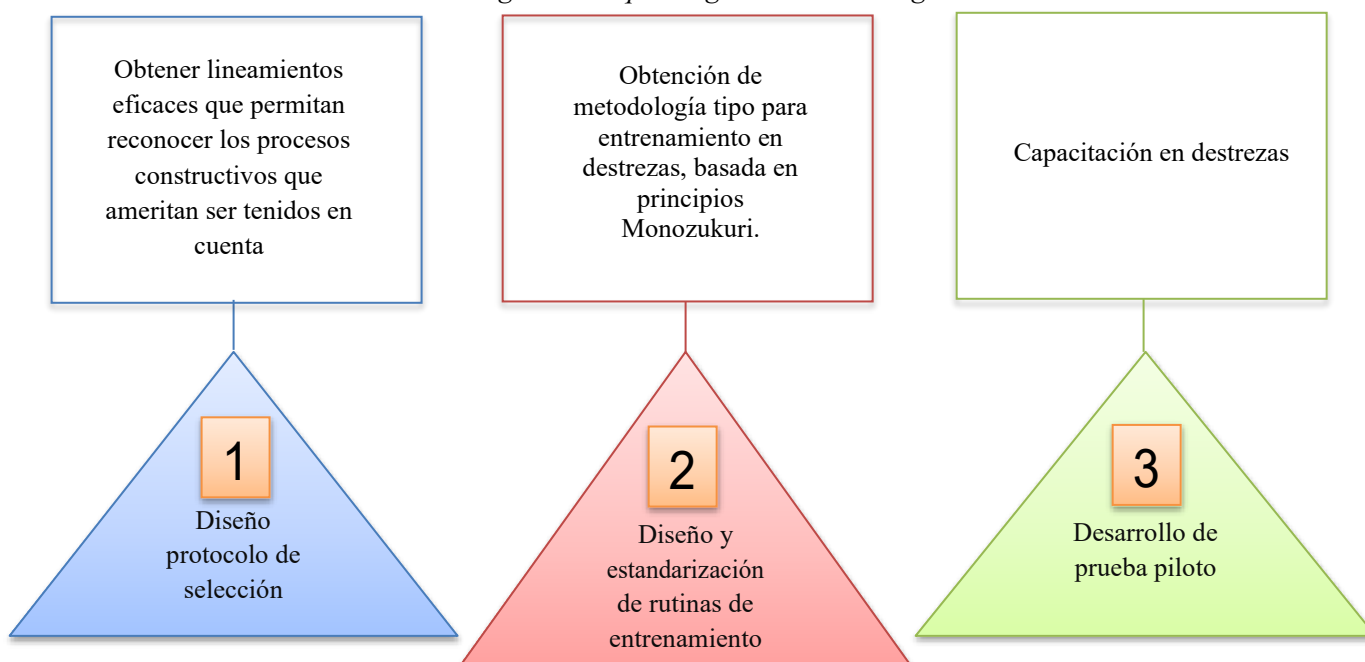 Obtener lineamientos
eficaces que permitan
reconocer los procesos
constructivos que
ameritan ser tenidos en
cuenta
Obtención de
metodología tipo para
entrenamiento en
destrezas, basada en
principios
Monozukuri.
Capacitación en destrezas
1
Diseño
protocolo de
selección
2
Diseño y
estandarización
de rutinas de
entrenamiento
3
Desarrollo de
prueba piloto